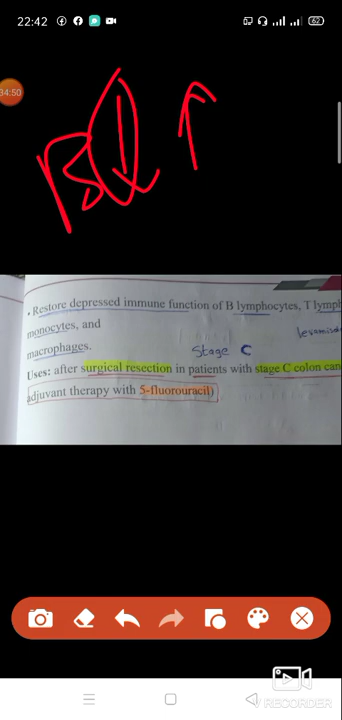 22:42
62
34:50
B
• Restore depressed immune function of B lymphocytes, T lymph
monocytes, and
macrophages.
Stage C
Uses: after surgical resection in patients with stage C colon can
adjuvant therapy with 5-fluorouracil)
RECORDER